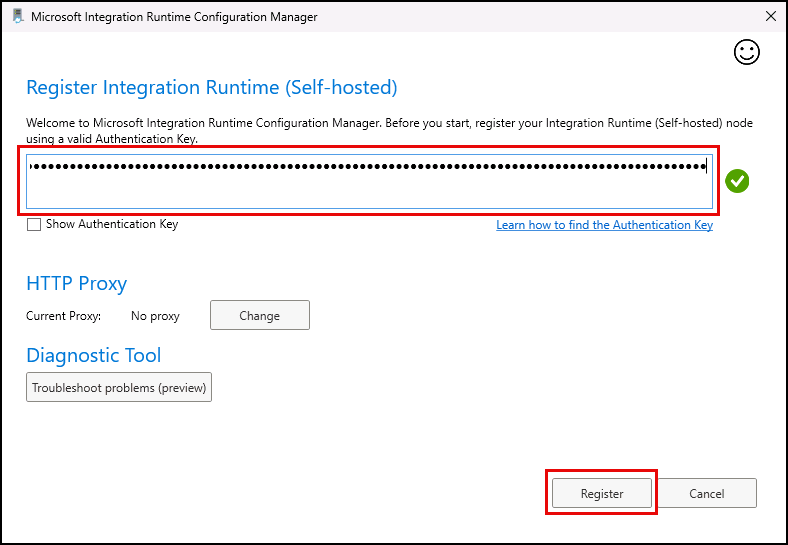 Microsoft Integration Runtime Configuration Manager
Register Integration Runtime (Self-hosted)
Welcome to Microsoft Integration Runtime Configuration Manager. Before you start, register your Integration Runtime (Self-hosted) node
using a valid Authentication Key.
Show Authentication Key
Learn how to find the Authentication Key
HTTP Proxy
Current Proxy: No proxy Change
Diagnostic Tool
Troubleshoot problems (preview)
Register Cancel